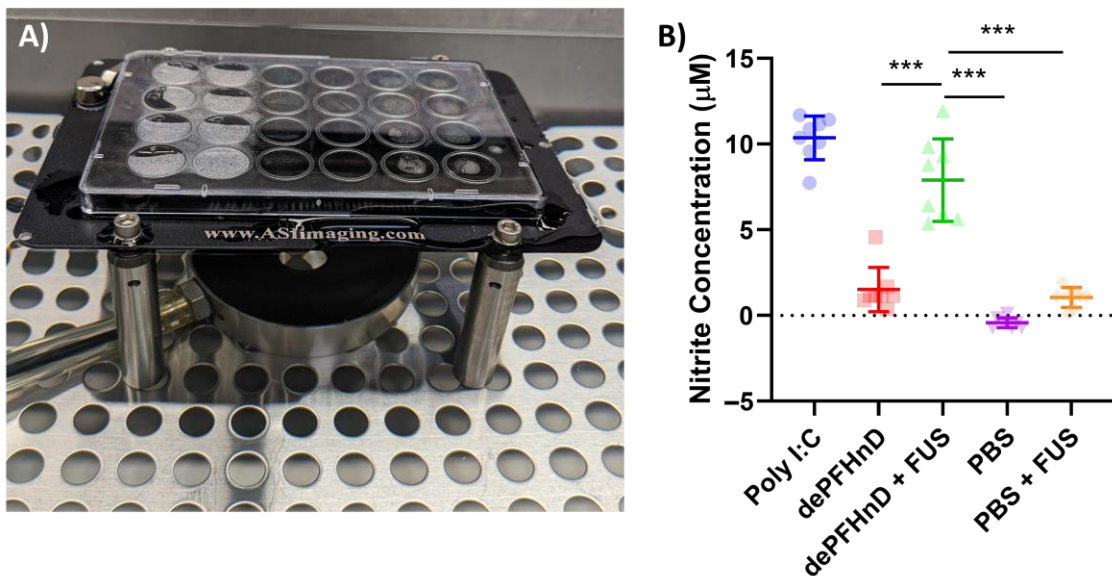 A)
www.ASIimaging.com
B)
Nitrite Concentration (μM)
15
10
5
0
−5
***
***
***
Poly I:C
dePFHnD
dePFHnD + FUS
PBS
PBS + FUS